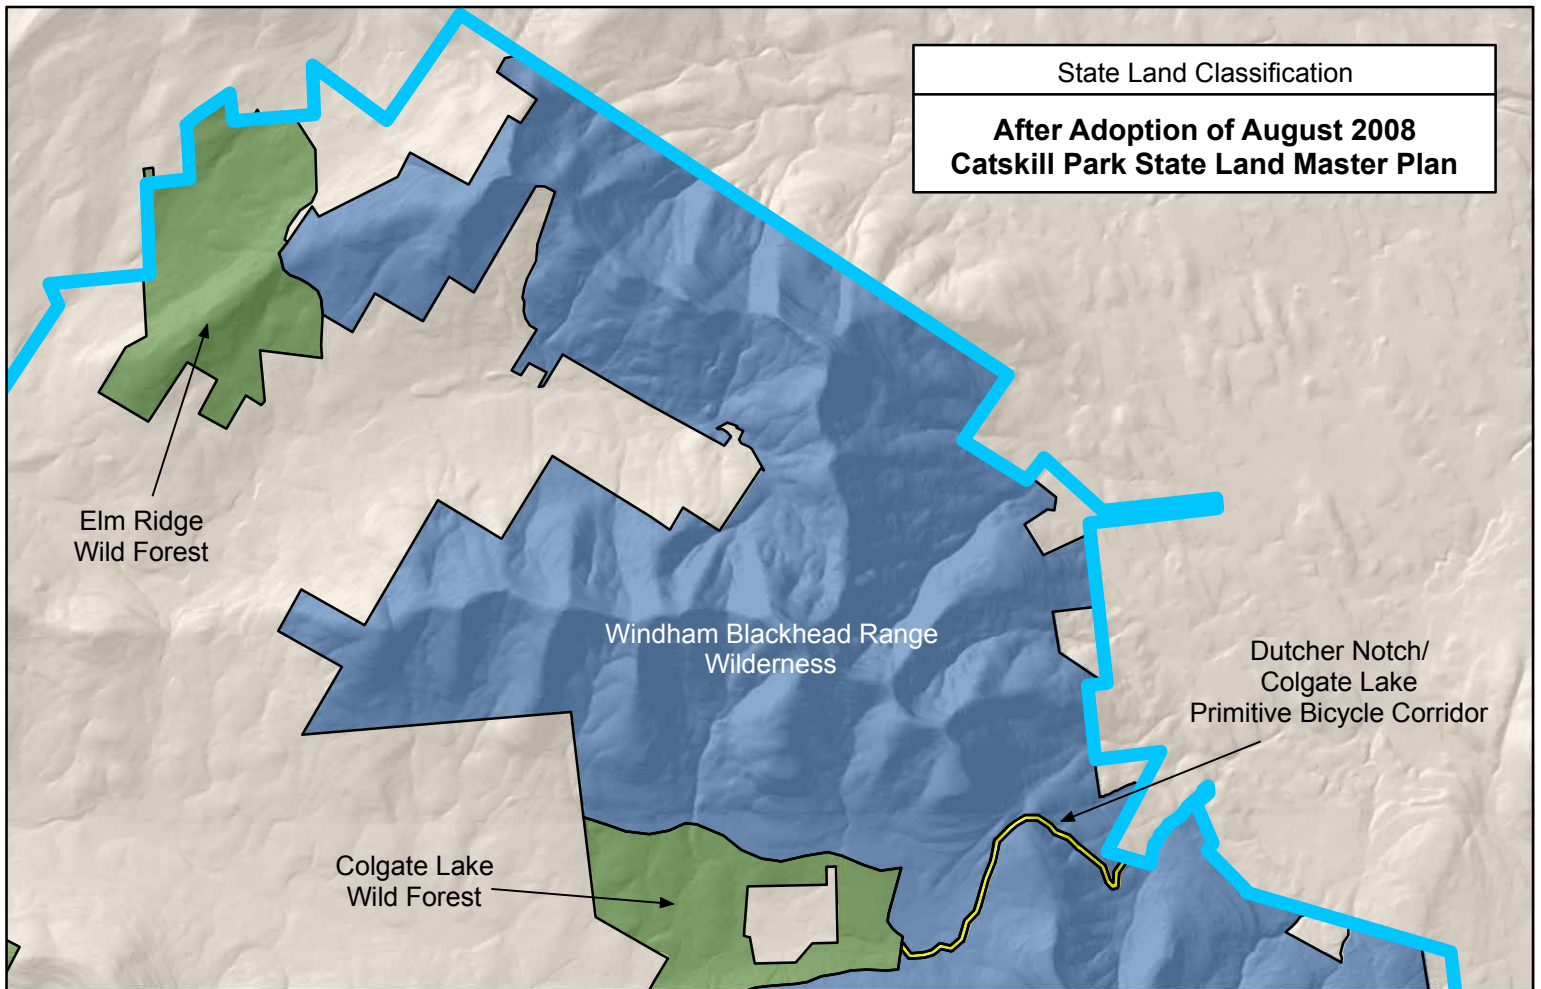 State Land Classification
After Adoption of August 2008
Catskill Park State Land Master Plan
Elm Ridge
Wild Forest
Windham Blackhead Range
Wilderness
Dutcher Notch/
Colgate Lake
Primitive Bicycle Corridor
Colgate Lake
Wild Forest